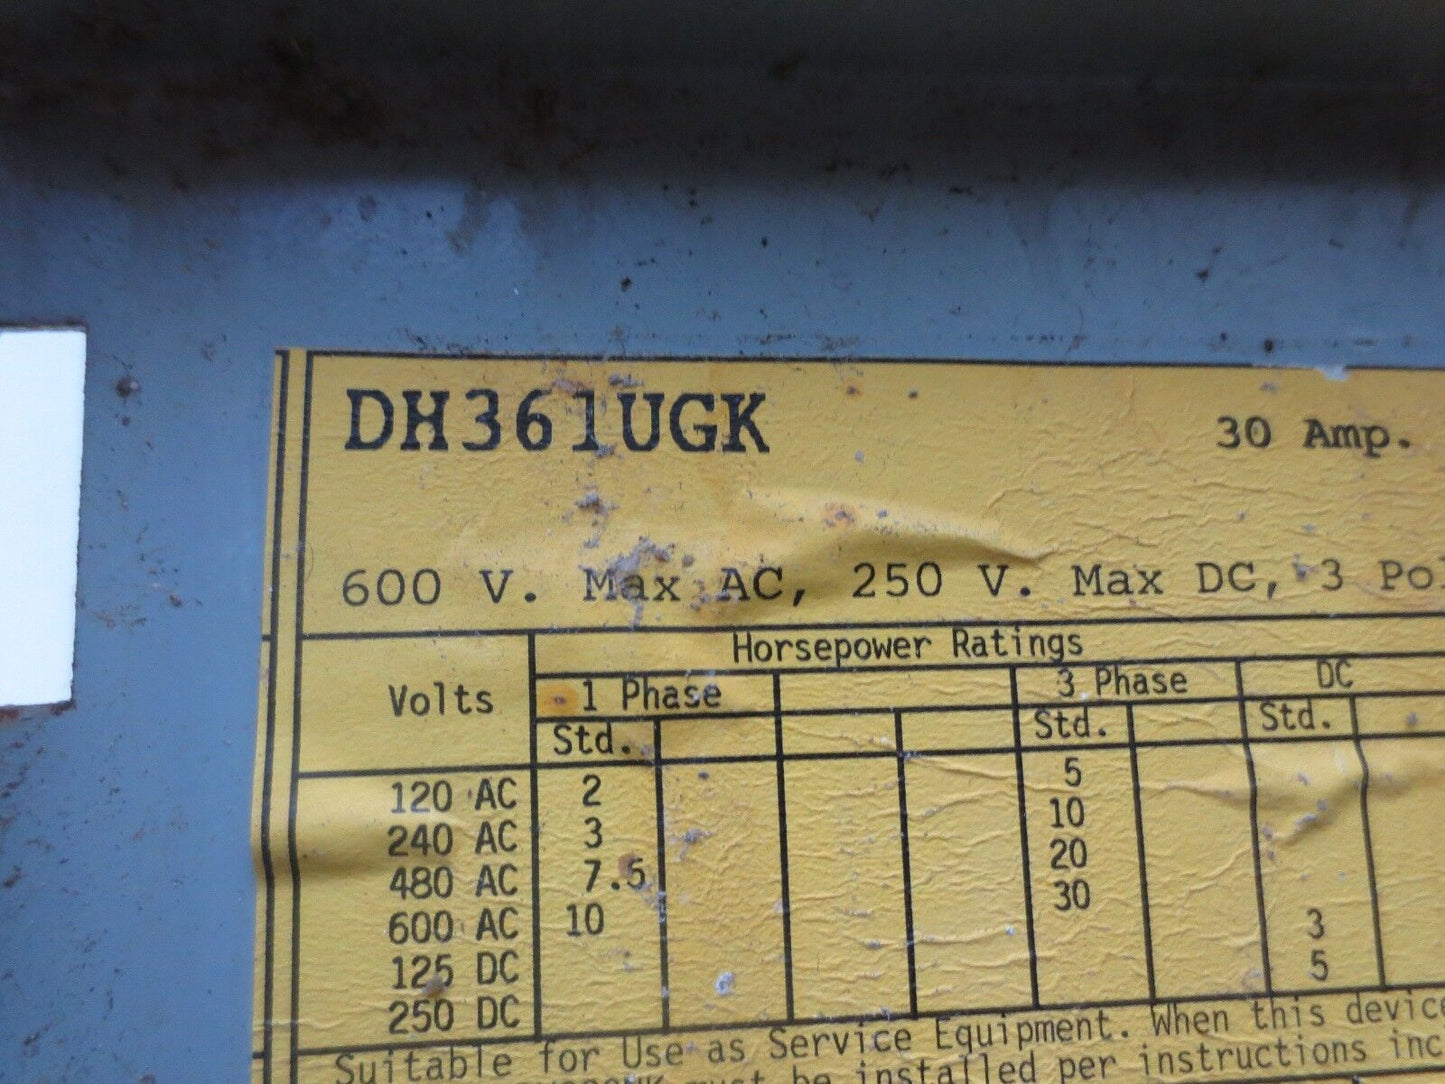 DH361UGK 30 Amp.
600 V. Max AC, 250 V. Max DC, 3 Pol
Horsepower Ratings
Volts 1 Phase 3 Phase DC
Std. Std. Std.
120 AC 2 5
240 AC 3 10
480 AC 7.5 20
600 AC 10 30
125 DC 3
250 DC 5
Suitable for Use as Service Equipment. When this device
must be installed per instructions inc